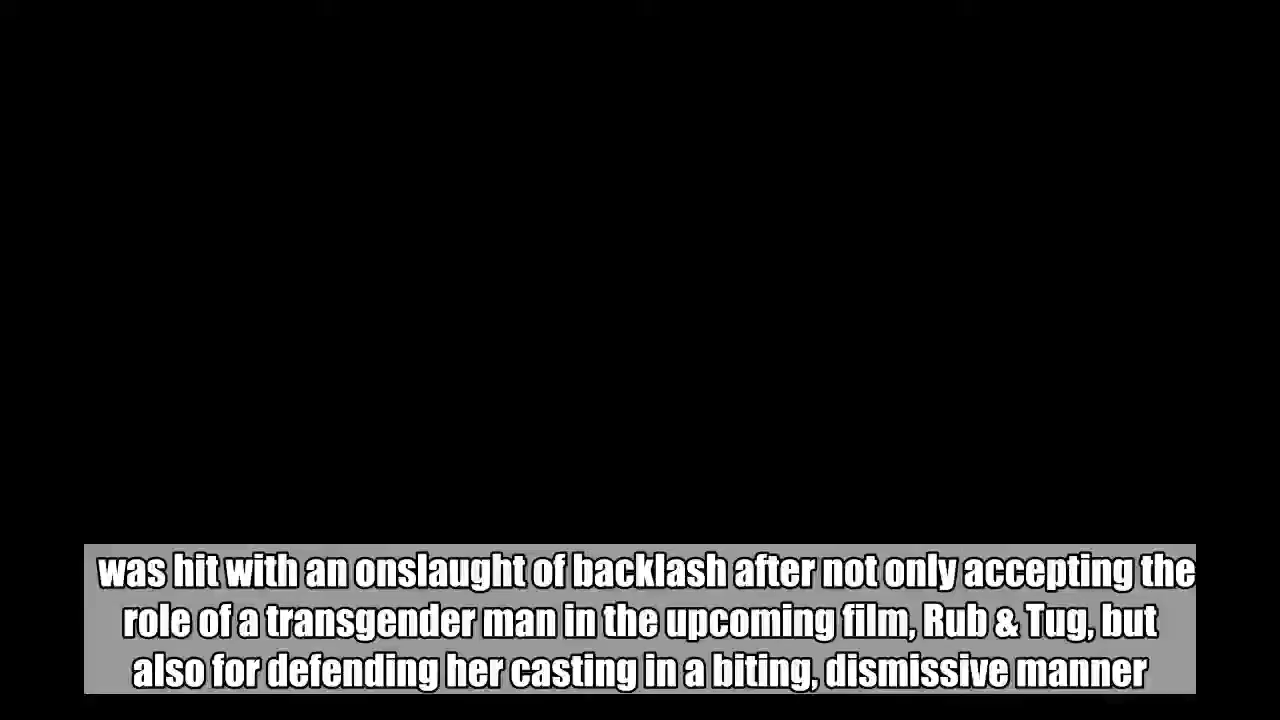 was hit with an onslaught of backlash after not only accepting the
role of a transgender man in the upcoming film, Rub & Tug, but
also for defending her casting in a biting, dismissive manner